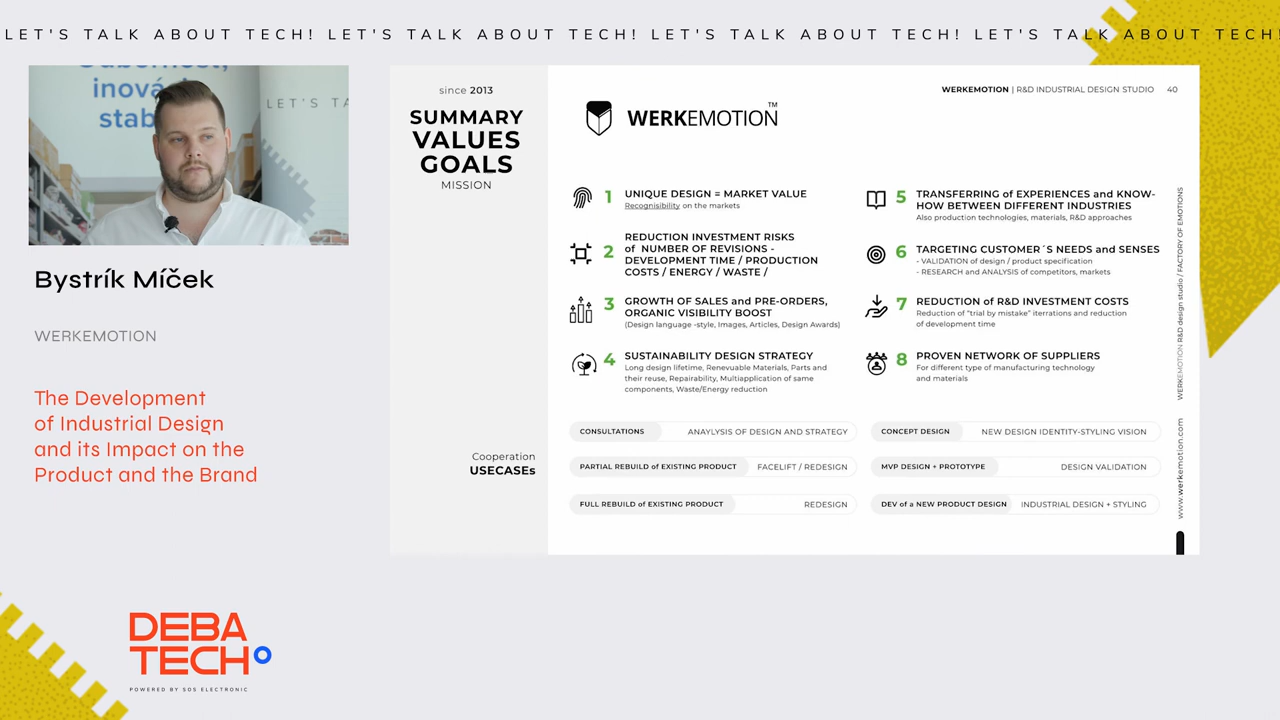 LET'S TALK ABOUT TECH! LET'S TALK ABOUT TECH! LET'S TALK ABOUT TECH! LET'S TALK ABOUT TECH!
inov
stab
LET'S TA
Bystrík Míček
WERKEMOTION
The Development
of Industrial Design
and its Impact on the
Product and the Brand
DEBA
TECH
POWERED BY SOS ELECTRONIC
since 2013
SUMMARY
VALUES
GOALS
MISSION
Cooperation
USECASEs
WERKEMOTION | R&D INDUSTRIAL DESIGN STUDIO 40
WERKEMOTION™
1 UNIQUE DESIGN = MARKET VALUE
Recognisibility on the markets
2 REDUCTION INVESTMENT RISKS
of NUMBER OF REVISIONS -
DEVELOPMENT TIME / PRODUCTION
COSTS / ENERGY / WASTE /
3 GROWTH OF SALES and PRE-ORDERS,
ORGANIC VISIBILITY BOOST
(Design language -style, Images, Articles, Design Awards)
4 SUSTAINABILITY DESIGN STRATEGY
Long design lifetime, Renevuable Materials, Parts and
their reuse, Repairability, Multiapplication of same
components, Waste/Energy reduction
5 TRANSFERRING of EXPERIENCES and KNOW-
HOW BETWEEN DIFFERENT INDUSTRIES
Also production technologies, materials, R&D approaches
6 TARGETING CUSTOMER´S NEEDS and SENSES
- VALIDATION of design / product specification
- RESEARCH and ANALYSIS of competitors, markets
7 REDUCTION of R&D INVESTMENT COSTS
Reduction of "trial by mistake" iterrations and reduction
of development time
8 PROVEN NETWORK OF SUPPLIERS
For different type of manufacturing technology
and materials
CONSULTATIONS ANAYLYSIS OF DESIGN AND STRATEGY
CONCEPT DESIGN NEW DESIGN IDENTITY-STYLING VISION
PARTIAL REBUILD of EXISTING PRODUCT FACELIFT / REDESIGN
MVP DESIGN + PROTOTYPE DESIGN VALIDATION
FULL REBUILD of EXISTING PRODUCT REDESIGN
DEV of a NEW PRODUCT DESIGN INDUSTRIAL DESIGN + STYLING
WERKEMOTION R&D design studio / FACTORY OF EMOTIONS
www.werkemotion.com